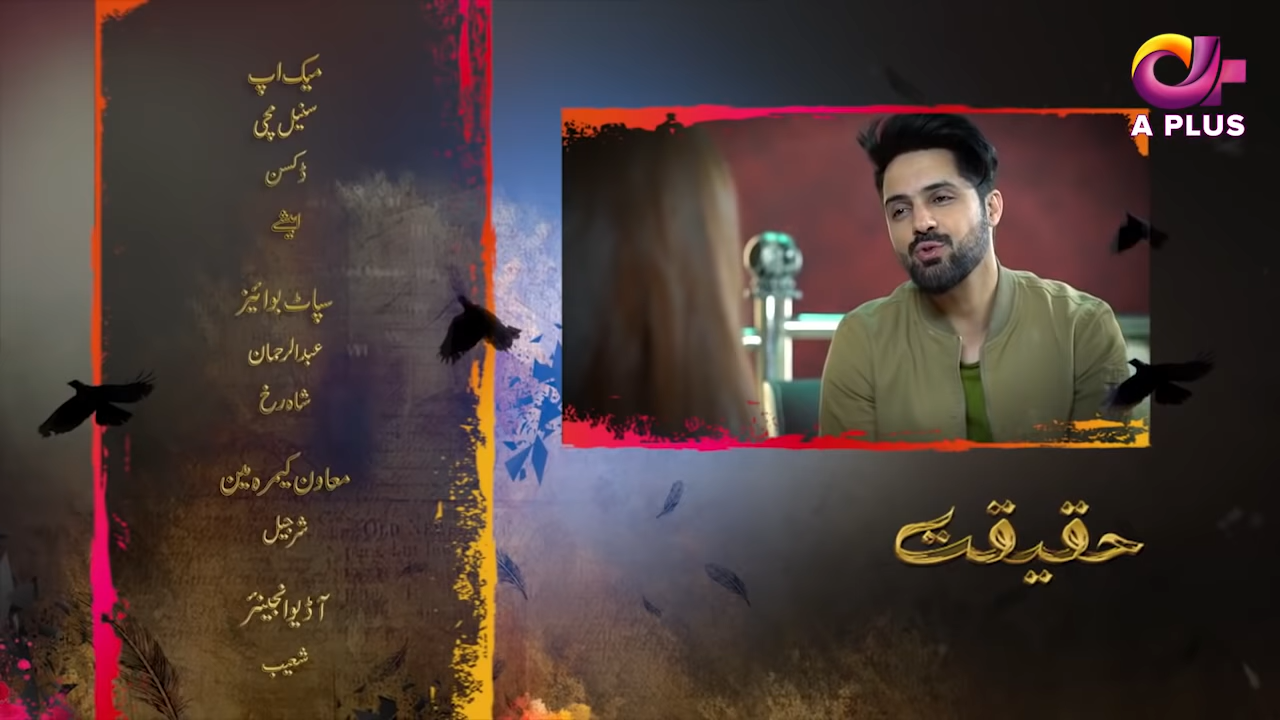 میک اپ
سنیل مچی
ڈکسن
ایشے
سپاٹ بوائیز
عبدالرحمان
شاہ رخ
معاون کیمرہ مین
شرجیل
آڈیو انجینئر
شعیب
A PLUS
حقیقت